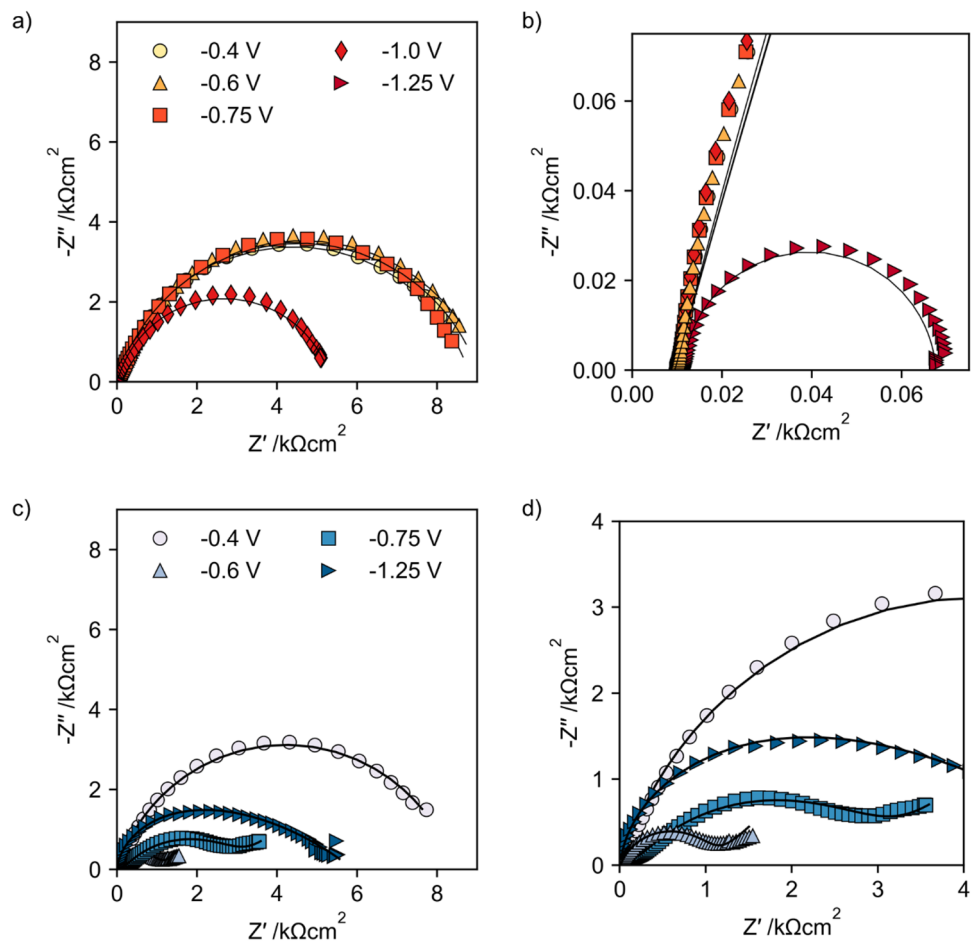 a)
-0.4 V
-1.0 V
-0.6 V
-1.25 V
-0.75 V
8
6
4
2
0
-Z″ /kΩcm²
0 2 4 6 8
Z′ /kΩcm²
b)
0.06
0.04
0.02
0.00
-Z″ /kΩcm²
0.00 0.02 0.04 0.06
Z′ /kΩcm²
c)
-0.4 V
-0.75 V
-0.6 V
-1.25 V
8
6
4
2
0
-Z″ /kΩcm²
0 2 4 6 8
Z′ /kΩcm²
d)
4
3
2
1
0
-Z″ /kΩcm²
0 1 2 3 4
Z′ /kΩcm²